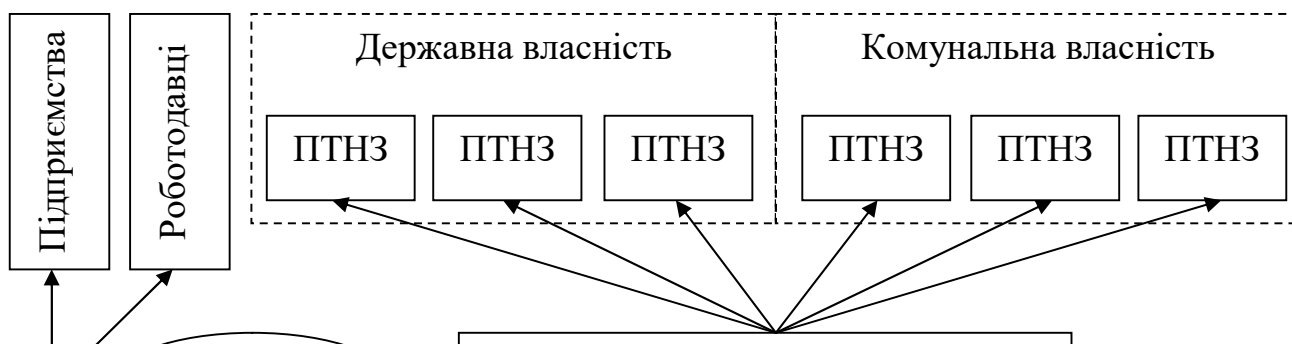 Підприємства
Роботодавці
Державна власність
Комунальна власність
ПТНЗ ПТНЗ ПТНЗ ПТНЗ ПТНЗ ПТНЗ